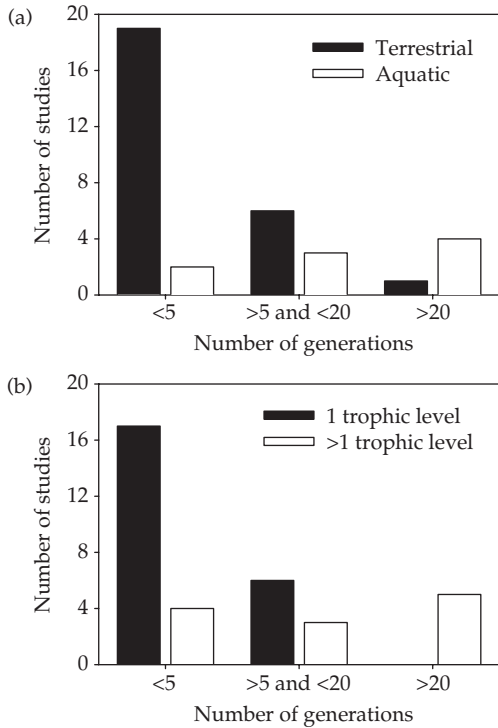 (a)
20
16
12
8
4
0
Number of studies
Terrestrial
Aquatic
<5
>5 and <20
>20
Number of generations
(b)
20
16
12
8
4
0
Number of studies
1 trophic level
>1 trophic level
<5
>5 and <20
>20
Number of generations